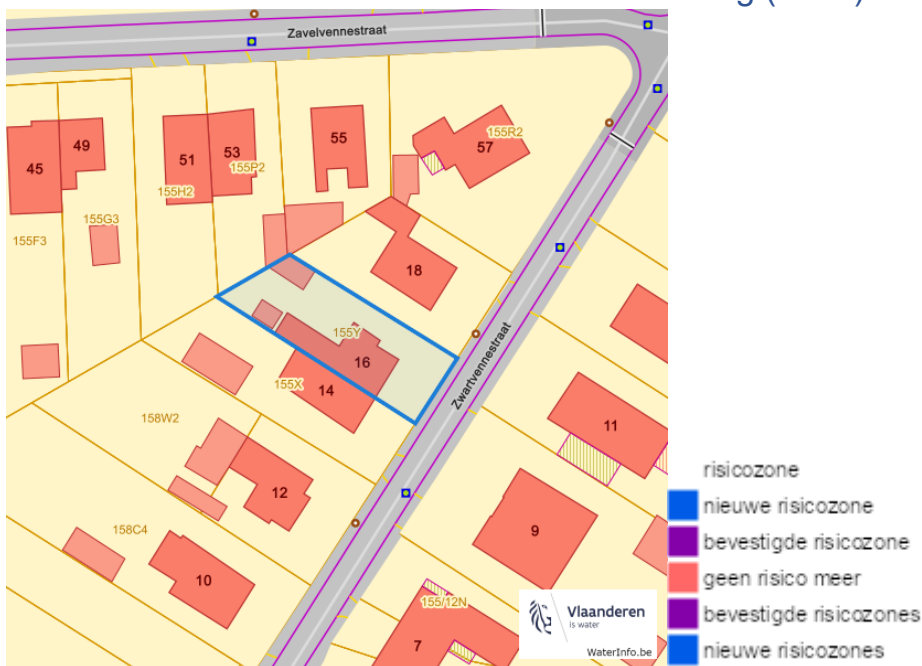 Zavelvennestraat
55
57
155R2
49
45
51
53
155P2
155H2
155G3
155F3
18
155Y
16
155X
14
Zwartvennestraat
158W2
11
12
9
158C4
10
155/12N
7
Vlaanderen
is water
WaterInfo.be
risicozone
nieuwe risicozone
bevestigde risicozone
geen risico meer
bevestigde risicozones
nieuwe risicozones